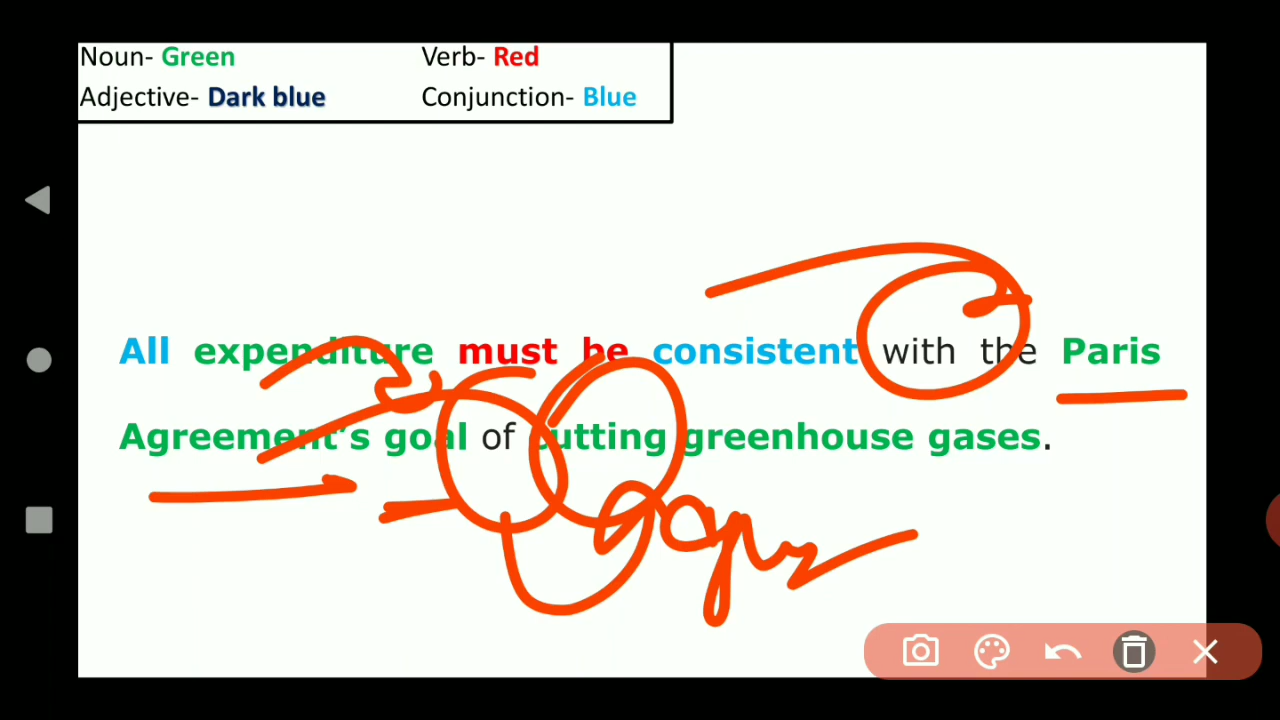 Noun- Green Verb- Red
Adjective- Dark blue Conjunction- Blue
All expenditure must be consistent with the Paris
Agreement’s goal of cutting greenhouse gases.